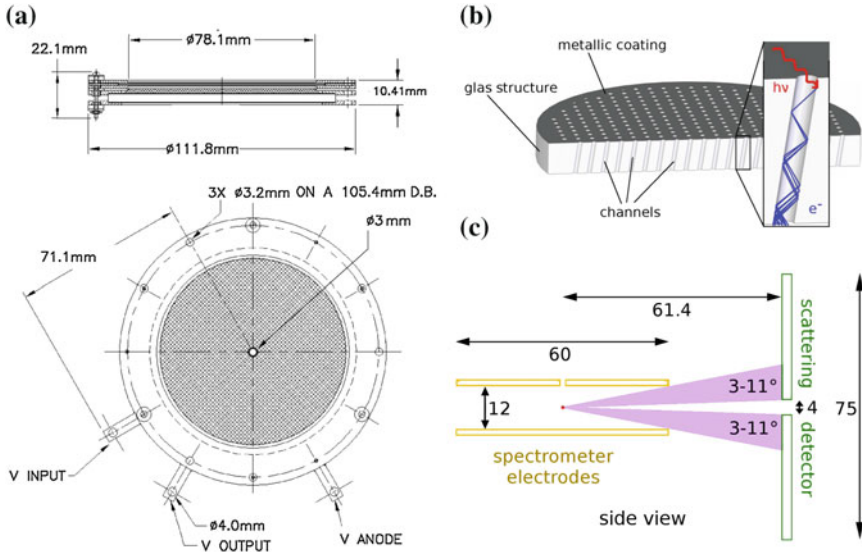 (a)
ø78.1mm
22.1mm
10.41mm
ø111.8mm
3X ø3.2mm ON A 105.4mm D.B.
ø3mm
71.1mm
V INPUT
ø4.0mm
V OUTPUT
V ANODE
(b)
metallic coating
glas structure
hν
channels
e-
(c)
61.4
60
scattering
3-11°
12
4
75
3-11°
detector
spectrometer
electrodes
side view